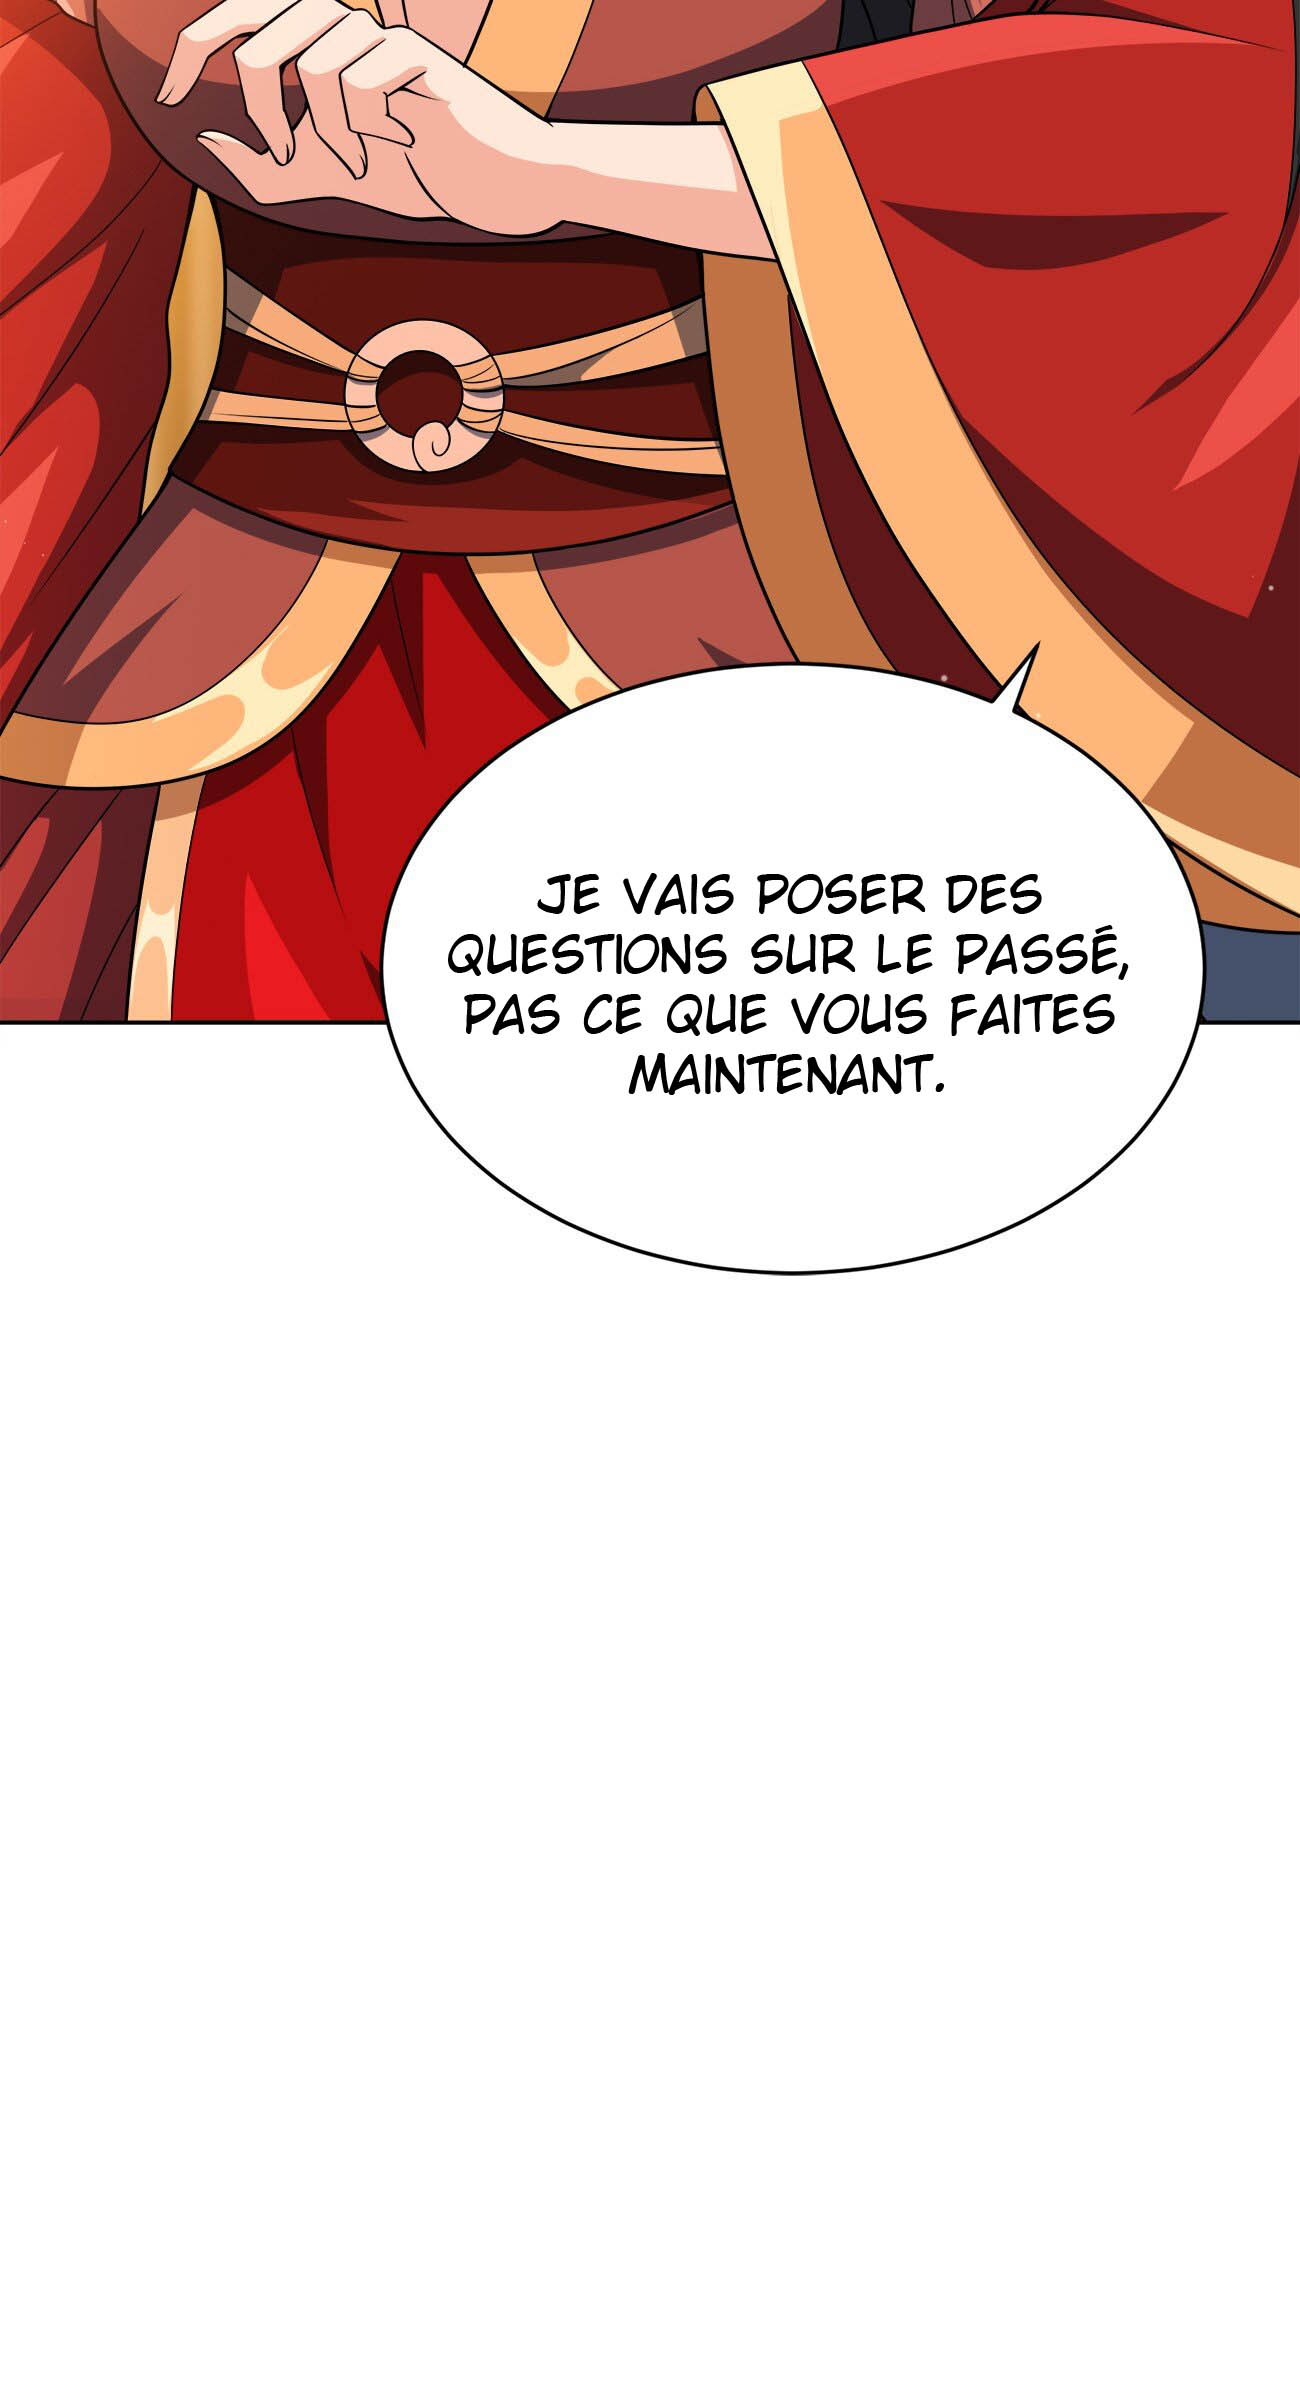 JE VAIS POSER DES
QUESTIONS SUR LE PASSÉ,
PAS CE QUE VOUS FAITES
MAINTENANT.